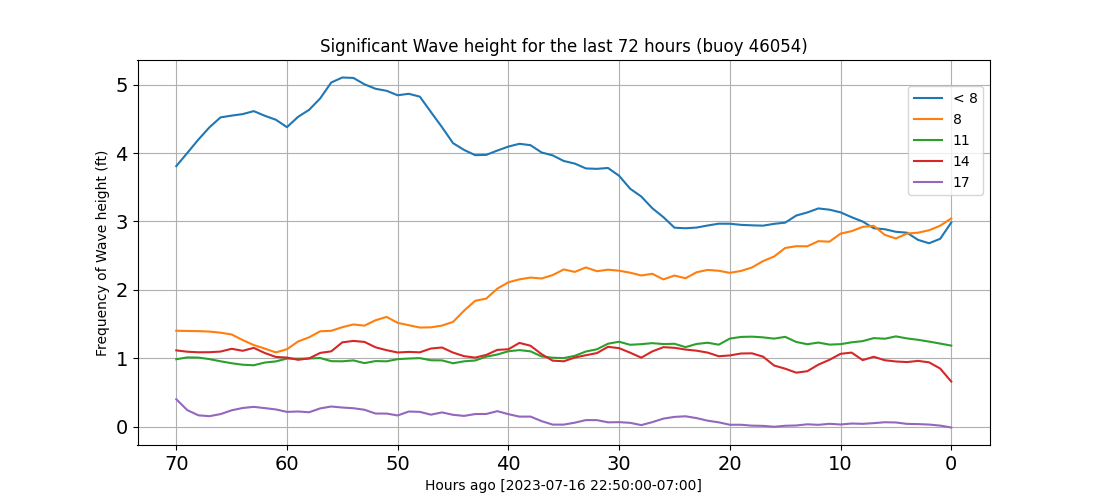 Significant Wave height for the last 72 hours (buoy 46054)
Frequency of Wave height (ft)
5
4
3
2
1
0
< 8
8
11
14
17
70 60 50 40 30 20 10 0
Hours ago [2023-07-16 22:50:00-07:00]